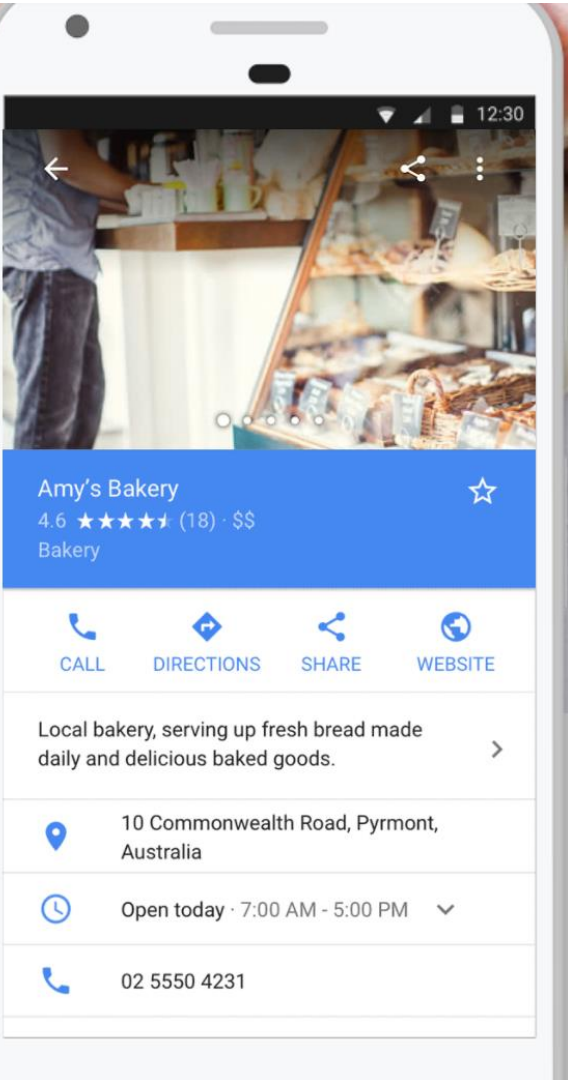 12:30
Amy's Bakery
4.6 ★★★★★ (18) · $$
Bakery
CALL DIRECTIONS SHARE WEBSITE
Local bakery, serving up fresh bread made
daily and delicious baked goods.
10 Commonwealth Road, Pyrmont,
Australia
Open today · 7:00 AM - 5:00 PM
02 5550 4231